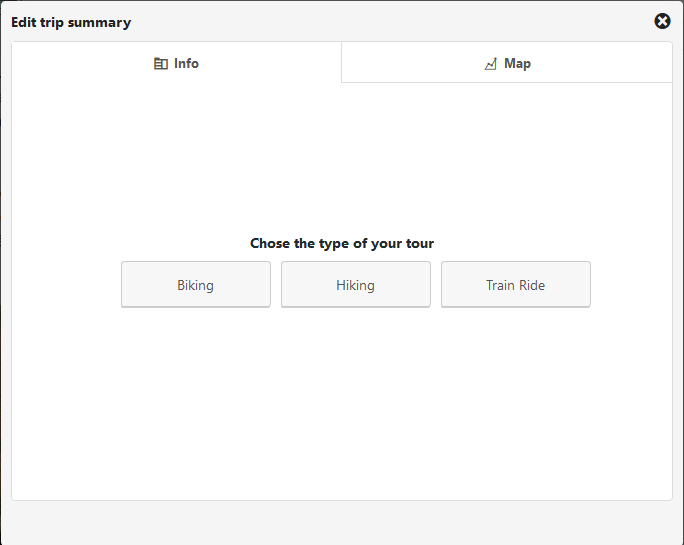 Edit trip summary
Info
Map
Chose the type of your tour
Biking
Hiking
Train Ride